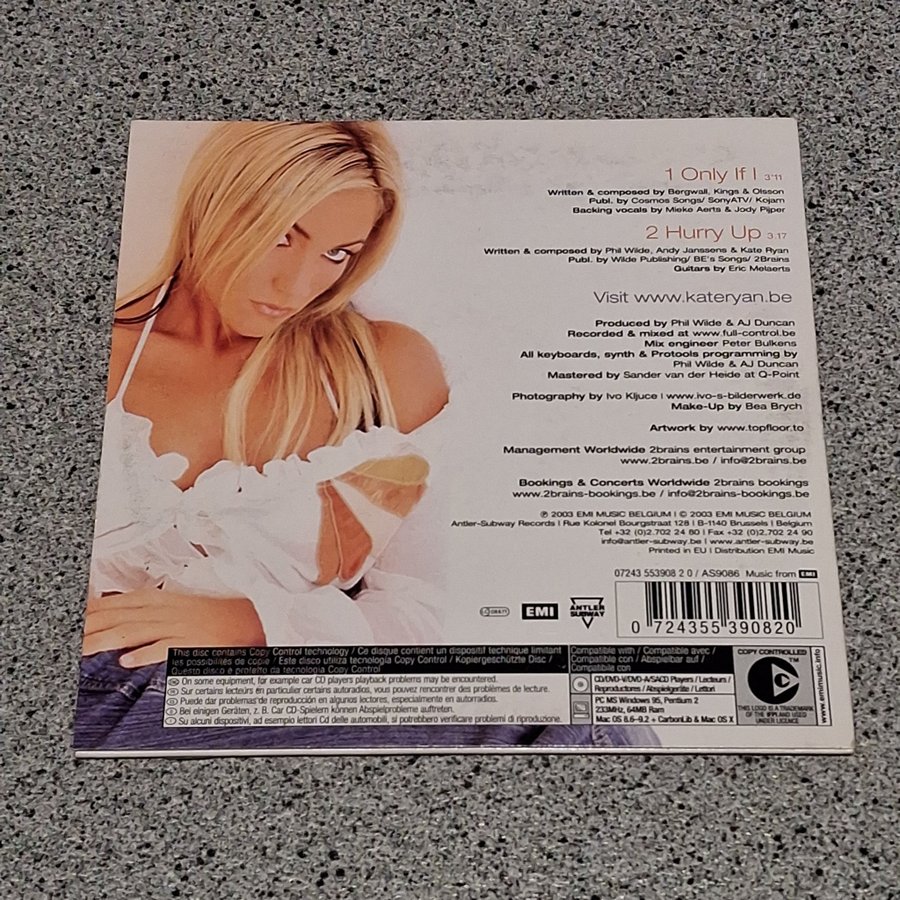 1 Only If I 3'11
Written & composed by Bergwall, Kings & Olsson
Publ. by Cosmos Songs/ SonyATV/ Kojam
Backing vocals by Mieke Aerts & Jody Pijper
2 Hurry Up 3.17
Written & composed by Phil Wilde, Andy Janssens & Kate Ryan
Publ. by Wilde Publishing/ BE's Songs/ 2Brains
Guitars by Eric Melaerts
Visit www.kateryan.be
Produced by Phil Wilde & AJ Duncan
Recorded & mixed at www.full-control.be
Mix engineer Peter Bulkens
All keyboards, synth & Protools programming by
Phil Wilde & AJ Duncan
Mastered by Sander van der Heide at Q-Point
Photography by Ivo Kljuce I www.ivo-s-bilderwerk.de
Make-Up by Bea Brych
Artwork by www.topfloor.to
Management Worldwide 2brains entertainment group
www.2brains.be / info@2brains.be
Bookings & Concerts Worldwide 2brains bookings
www.2brains-bookings.be / info@2brains-bookings.be
℗ 2003 EMI MUSIC BELGIUM I © 2003 EMI MUSIC BELGIUM
Antler-Subway Records I Rue Kolonel Bourgstraat 128 I B-1140 Brussels I Belgium
Tel +32 (0)2.702 24 80 I Fax +32 (0)2.702 24 90
info@antler-subway.be I www.antler-subway.be
Printed in EU I Distribution EMI Music
07243 553908 2 0 / AS9086 Music from EMI
EMI
ANTLER
SUBWAY
0 724355 390820
This disc contains Copy Control technology / Ce disque contient un dispositif technique limitant
les possibilités de copie / Este disco utiliza tecnología Copy Control / Kopiergeschützte Disc /
Questo disco è protetto da tecnologia Copy Control
On some equipment, for example car CD players playback problems may be encountered.
Sur certains lecteurs en particulier certains autoradios, vous pouvez rencontrer des problèmes de lecture.
Puede dar problemas de reproducción en algunos lectores, especialmente en autorradios.
Bei einigen Geräten, z. B. Car CD-Spielern können Abspielprobleme auftreten.
Su alcuni dispositivi, ad esempio lettori Cd delle automobili, si potrebbero verificare problemi di riproduzione.
Compatible with / Compatible avec /
Compatible con / Abspielbar auf /
Compatibile con
CD/DVD-V/DVD-A/SACD Players / Lecteurs /
Reproductores / Abspielgeräte / Lettori
PC MS Windows 95, Pentium 2
233MHz, 64MB Ram
Mac OS 8.6-9.2 + CarbonLib & Mac OS X
COPY CONTROLLED
TM
THIS LOGO IS A TRADEMARK
OF THE IFPI AND USED
UNDER LICENCE
www.emimusic.info